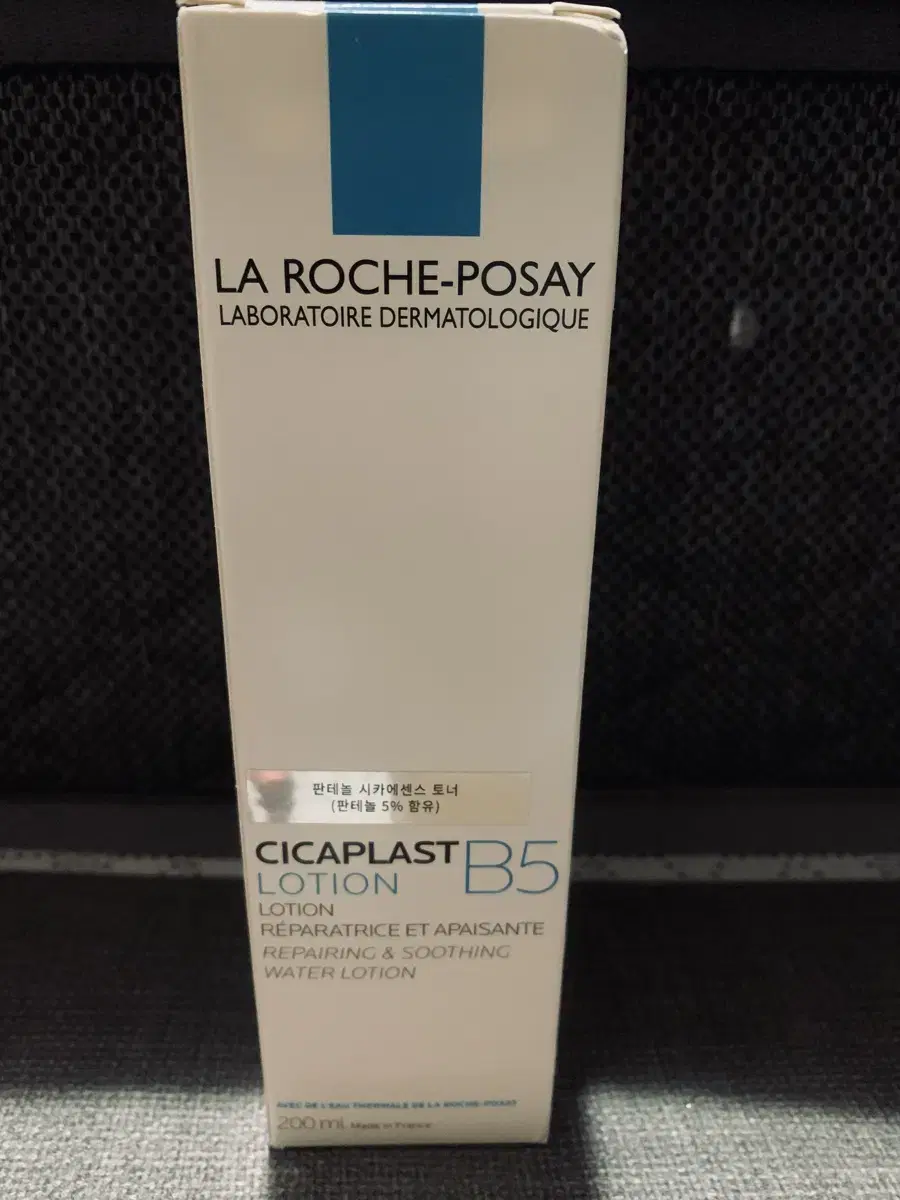 LA ROCHE-POSAY
LABORATOIRE DERMATOLOGIQUE
판테놀 시카에센스 토너
(판테놀 5% 함유)
CICAPLAST B5
LOTION
LOTION
RÉPARATRICE ET APAISANTE
REPAIRING & SOOTHING
WATER LOTION
AVEC DE L'EAU THERMALE DE LA ROCHE-POSAY
200 ml Made in France